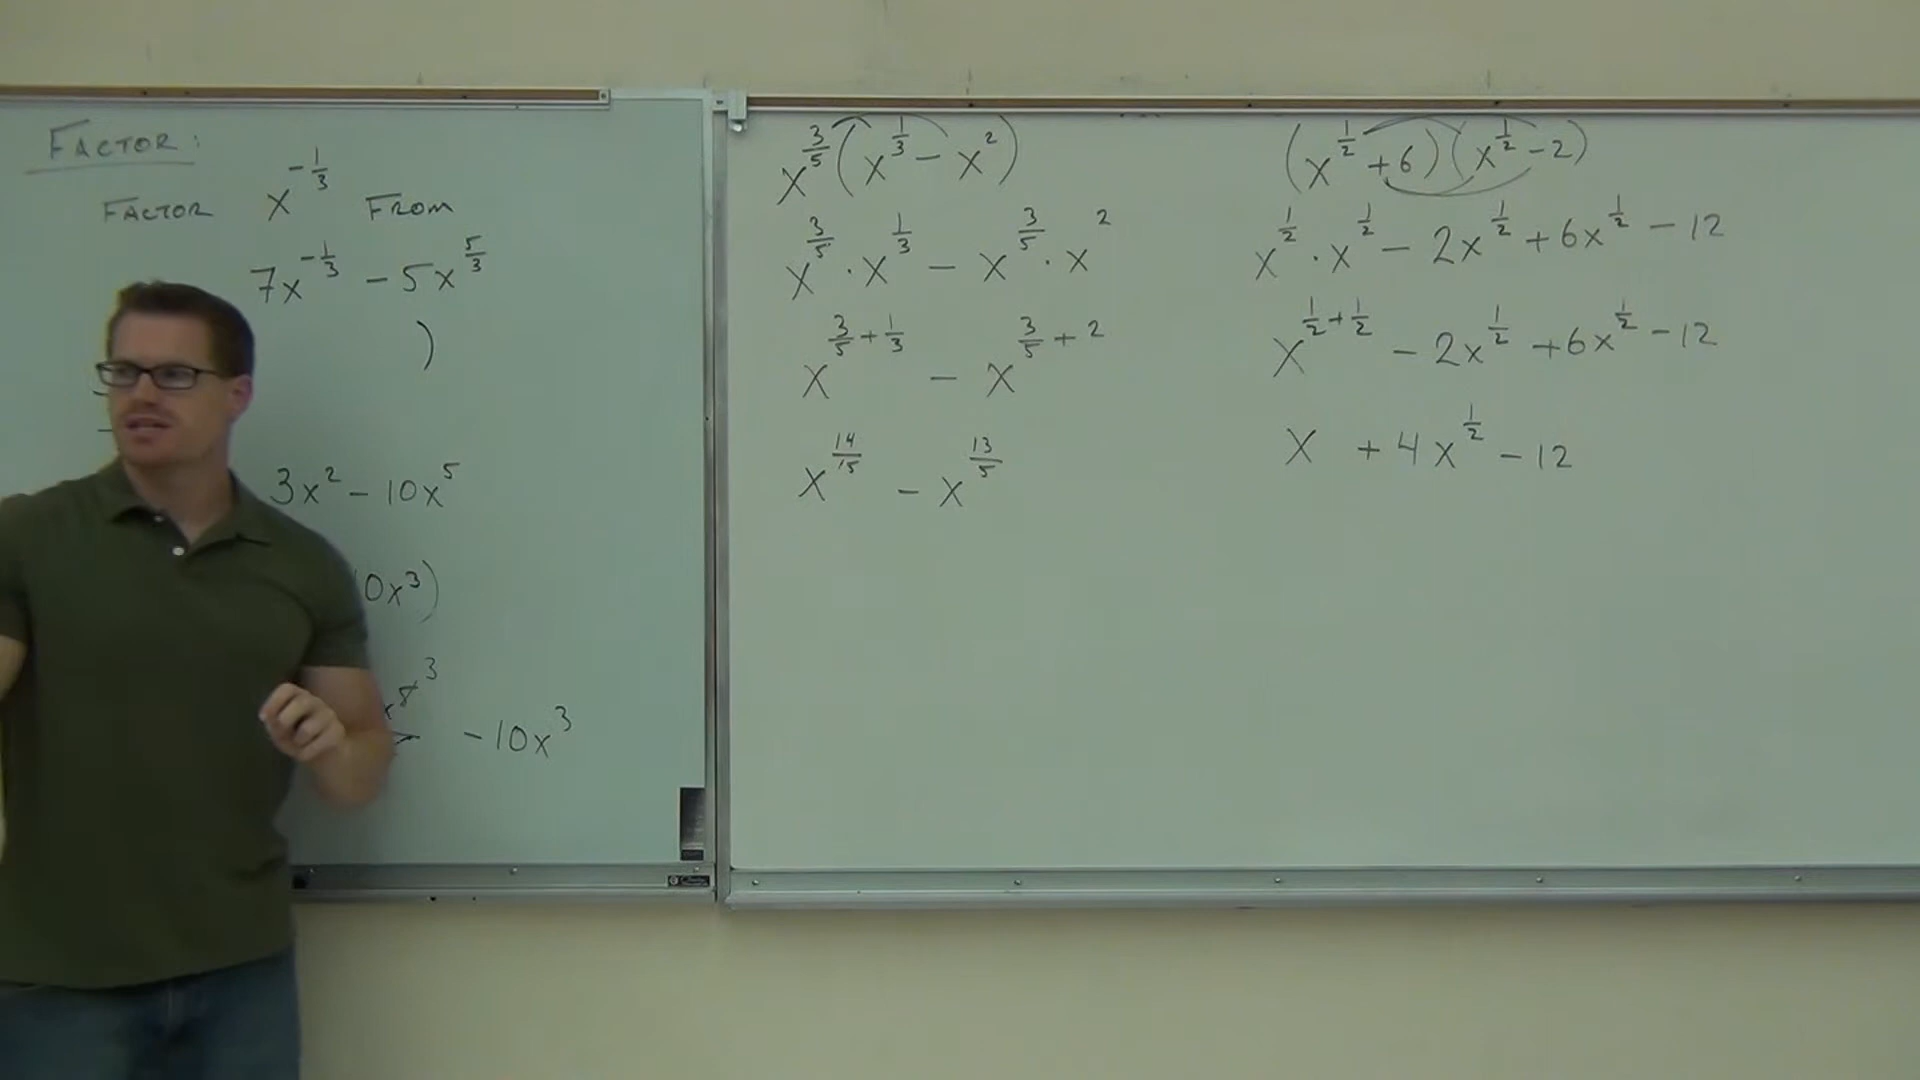 FACTOR:
FACTOR x^{-1/3} FROM
7x^{-1/3} - 5x^{5/3}
)
3x^2 - 10x^5
0x^3)
- 10x^3
x^{3/5}(x^{1/3} - x^2)
x^{3/5} · x^{1/3} - x^{3/5} · x^2
x^{3/5 + 1/3} - x^{3/5 + 2}
x^{14/15} - x^{13/5}
(x^{1/2} + 6)(x^{1/2} - 2)
x^{1/2} · x^{1/2} - 2x^{1/2} + 6x^{1/2} - 12
x^{1/2 + 1/2} - 2x^{1/2} + 6x^{1/2} - 12
x + 4x^{1/2} - 12